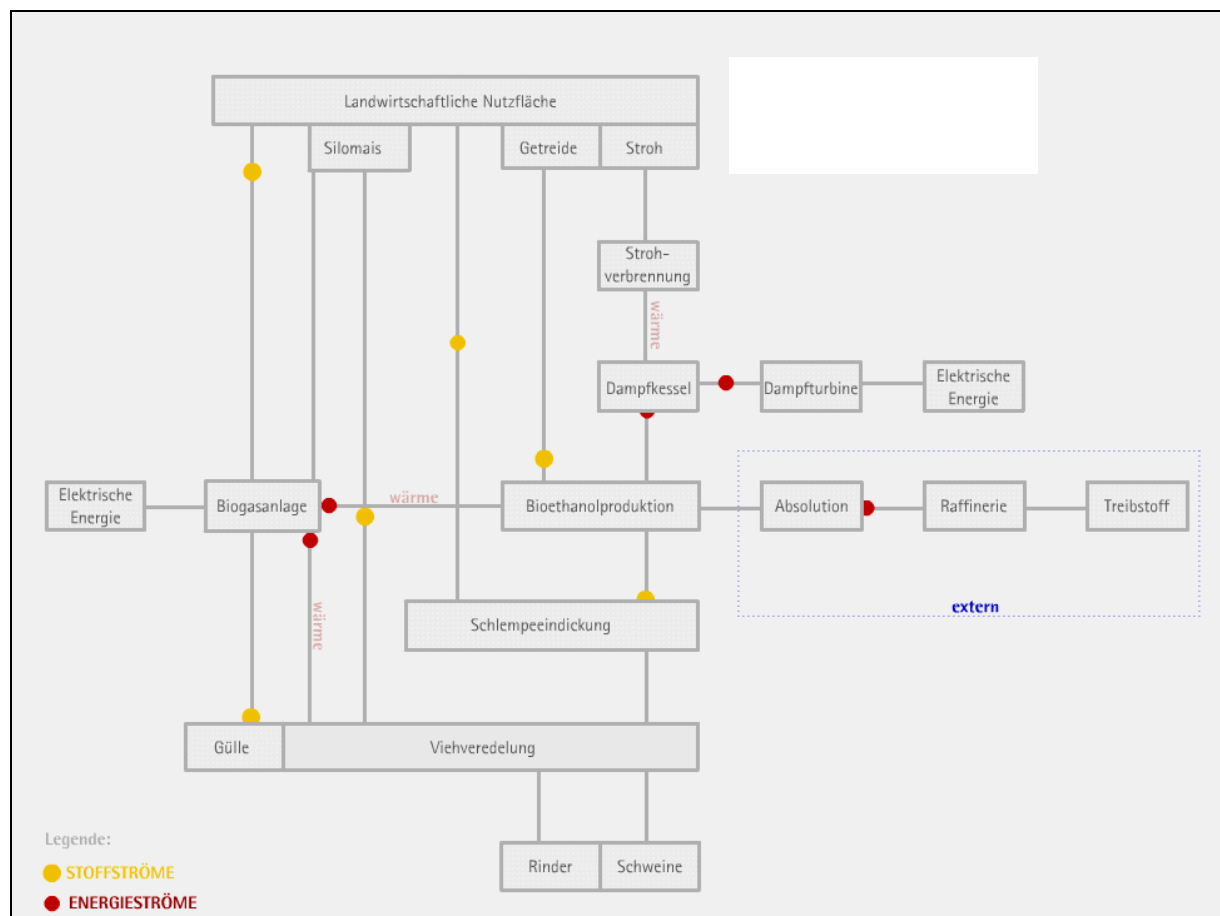 Landwirtschaftliche Nutzfläche
Silomais
Getreide
Stroh
Stroh-
verbrennung
wärme
Dampfkessel
Dampfturbine
Elektrische
Energie
Elektrische
Energie
Biogasanlage
wärme
Bioethanolproduktion
Absolution
Raffinerie
Treibstoff
extern
wärme
Schlempeeindickung
Gülle
Viehveredelung
Rinder
Schweine
Legende:
STOFFSTRÖME
ENERGIESTRÖME